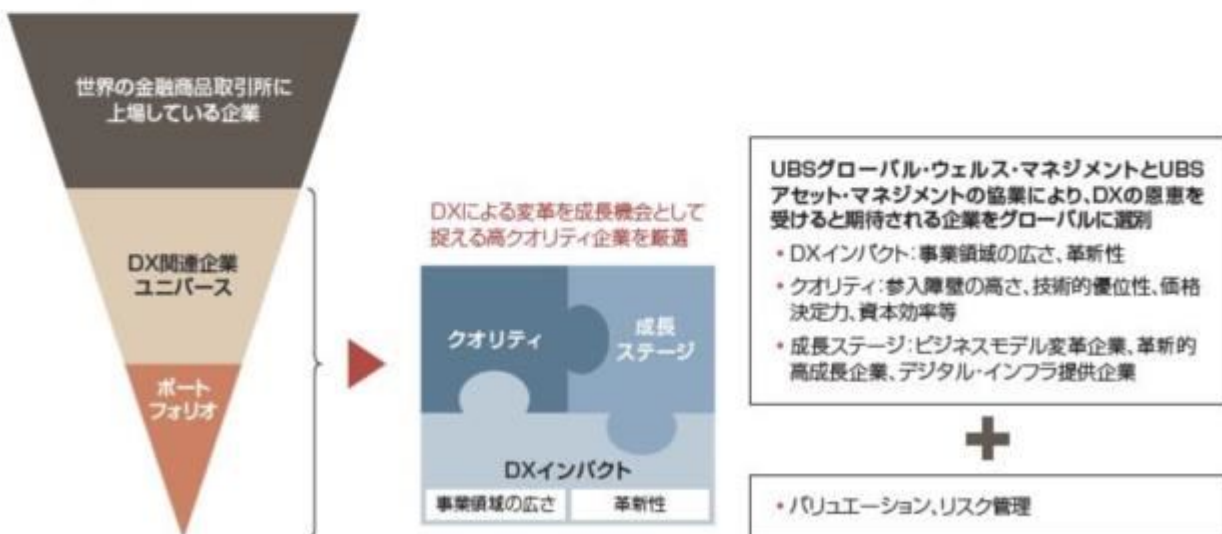 世界の金融商品取引所に
上場している企業
DX関連企業
ユニバース
ポート
フォリオ
DXによる変革を成長機会として
捉える高クオリティ企業を厳選
クオリティ
成長
ステージ
DXインパクト
事業領域の広さ
革新性
UBSグローバル・ウェルス・マネジメントとUBS
アセット・マネジメントの協業により、DXの恩恵を
受けると期待される企業をグローバルに選別
・DXインパクト：事業領域の広さ、革新性
・クオリティ：参入障壁の高さ、技術的優位性、価格
決定力、資本効率等
・成長ステージ：ビジネスモデル変革企業、革新的
高成長企業、デジタル・インフラ提供企業
・バリュエーション、リスク管理